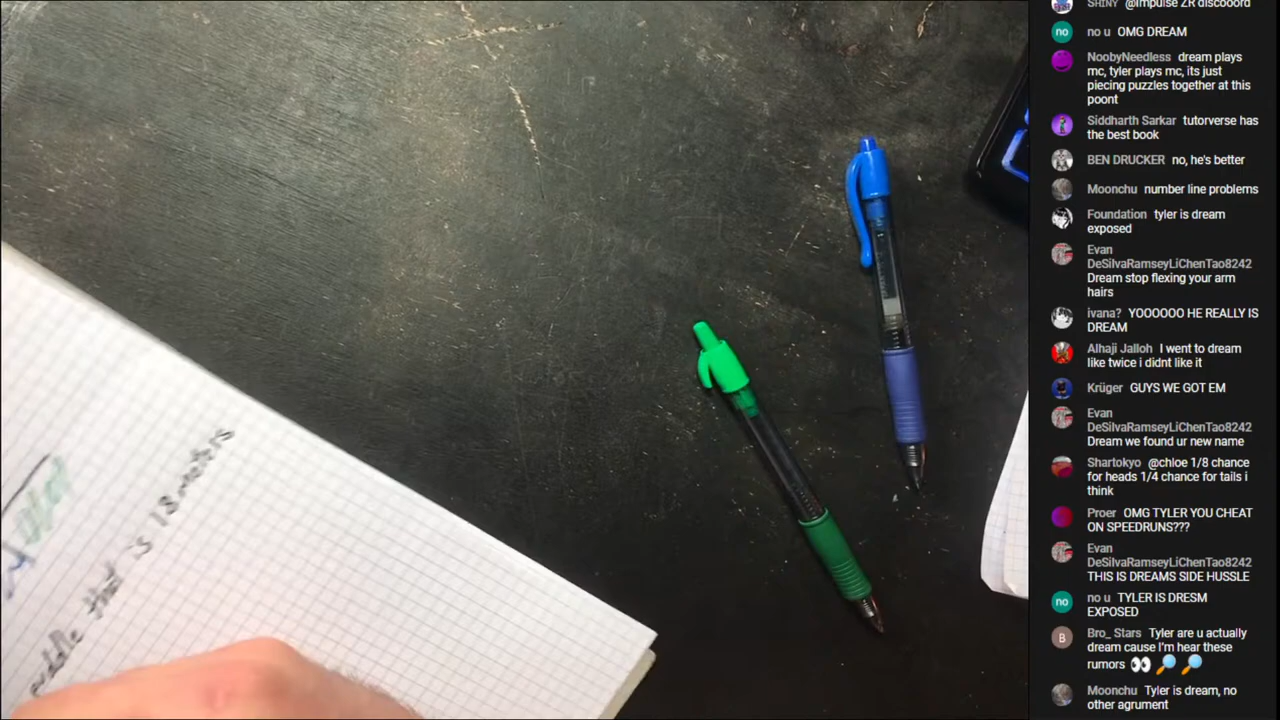 SHINY @Impulse ZR discooord
no
no u OMG DREAM
NoobyNeedless dream plays
mc, tyler plays mc, its just
piecing puzzles together at this
poont
Siddharth Sarkar tutorverse has
the best book
BEN DRUCKER no, he's better
Moonchu number line problems
Foundation tyler is dream
exposed
Evan
DeSilvaRamseyLiChenTao8242
Dream stop flexing your arm
hairs
ivana? YOOOOOO HE REALLY IS
DREAM
Alhaji Jalloh I went to dream
like twice i didnt like it
Krüger GUYS WE GOT EM
Evan
DeSilvaRamseyLiChenTao8242
Dream we found ur new name
Shartokyo @chloe 1/8 chance
for heads 1/4 chance for tails i
think
Proer OMG TYLER YOU CHEAT
ON SPEEDRUNS???
Evan
DeSilvaRamseyLiChenTao8242
THIS IS DREAMS SIDE HUSSLE
no
no u TYLER IS DRESM
EXPOSED
B
Bro_ Stars Tyler are u actually
dream cause I'm hear these
rumors 👀 🔎 🔎
Moonchu Tyler is dream, no
other agrument
that is 18 meters